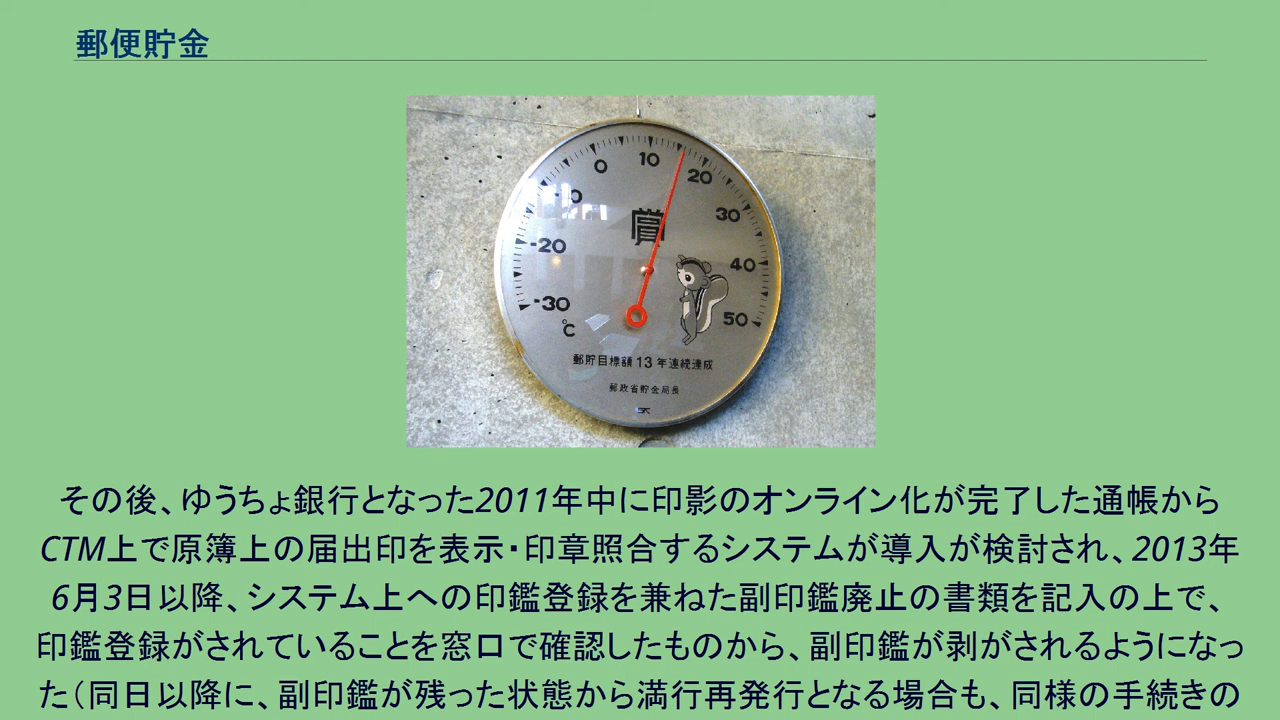 郵便貯金
0
10
20
30
-20
40
-30
50
℃
賞
郵貯目標額13年連続達成
郵政省貯金局長
その後、ゆうちょ銀行となった2011年中に印影のオンライン化が完了した通帳から
CTM上で原簿上の届出印を表示・印章照合するシステムが導入が検討され、2013年
6月3日以降、システム上への印鑑登録を兼ねた副印鑑廃止の書類を記入の上で、
印鑑登録がされていることを窓口で確認したものから、副印鑑が剥がされるようになっ
た（同日以降に、副印鑑が残った状態から満行再発行となる場合も、同様の手続きの